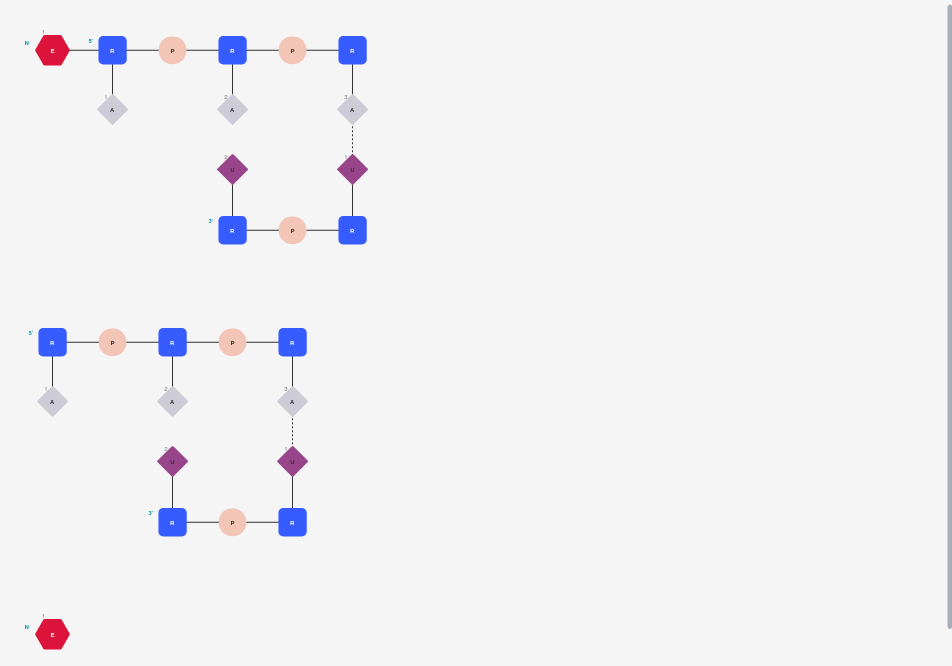 1
N E 5' R P R P R
1 A 2 A 3 A
2 U 1 U
3' R P R
5' R P R P R
1 A 2 A 3 A
2 U 1 U
3' R P R
1
N E